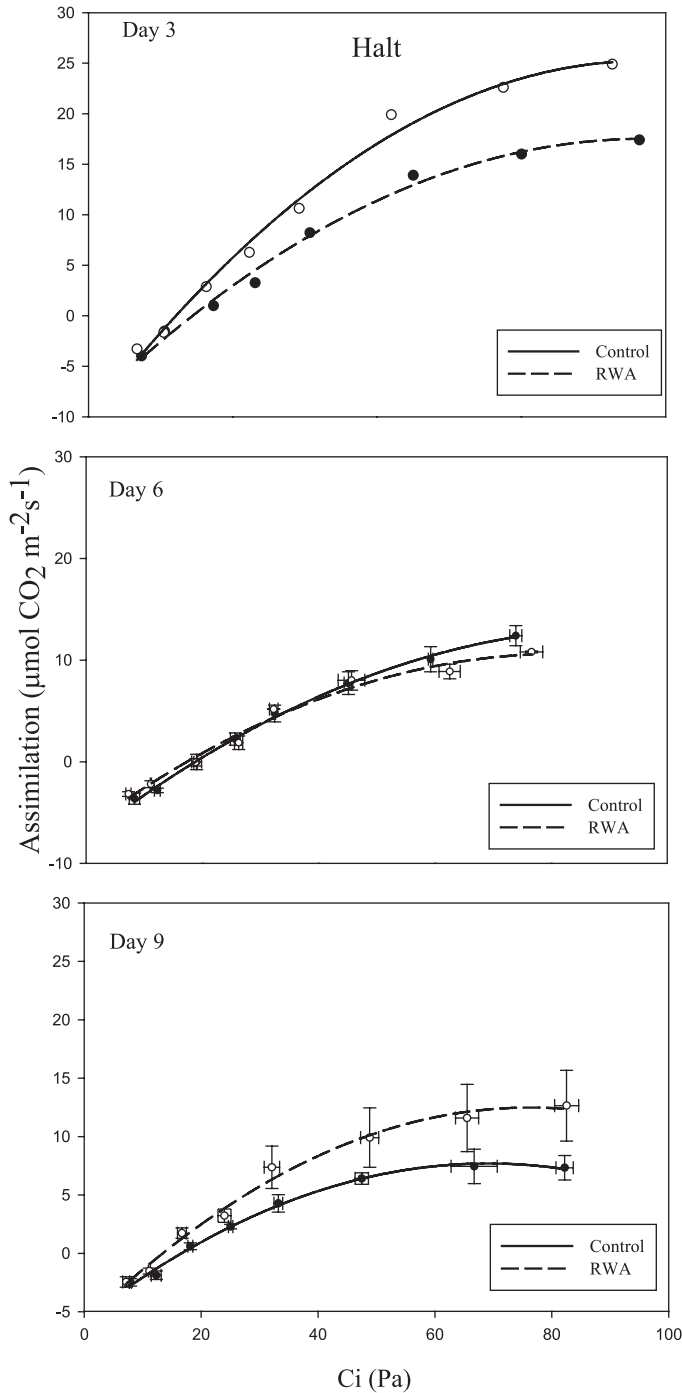 Day 3
Halt
30
25
20
15
10
5
0
-5
-10
Control
RWA
Assimilation (μmol CO2 m-2s-1)
Day 6
30
20
10
0
-10
Control
RWA
Day 9
30
25
20
15
10
5
0
-5
Control
RWA
0 20 40 60 80 100
Ci (Pa)